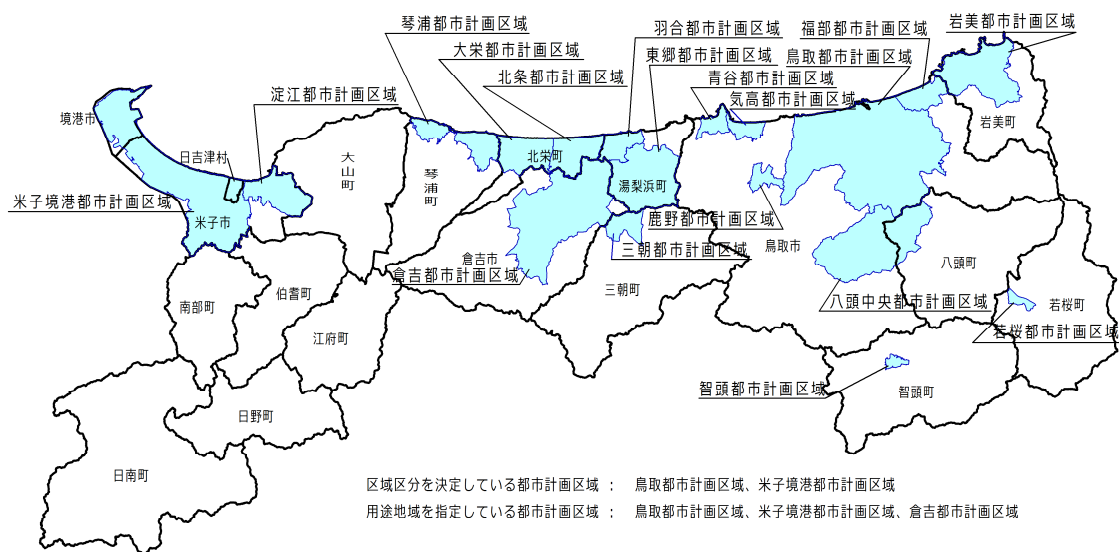 琴浦都市計画区域
大栄都市計画区域
北条都市計画区域
羽合都市計画区域
東郷都市計画区域
青谷都市計画区域
気高都市計画区域
福部都市計画区域
鳥取都市計画区域
岩美都市計画区域
淀江都市計画区域
境港市
日吉津村
大山町
琴浦町
北栄町
湯梨浜町
岩美町
米子境港都市計画区域
米子市
鹿野都市計画区域
三朝都市計画区域
鳥取市
倉吉市
倉吉都市計画区域
八頭町
南部町
伯耆町
三朝町
八頭中央都市計画区域
若桜町
若桜都市計画区域
江府町
智頭都市計画区域
智頭町
日野町
日南町
区域区分を決定している都市計画区域 : 鳥取都市計画区域、米子境港都市計画区域
用途地域を指定している都市計画区域 : 鳥取都市計画区域、米子境港都市計画区域、倉吉都市計画区域